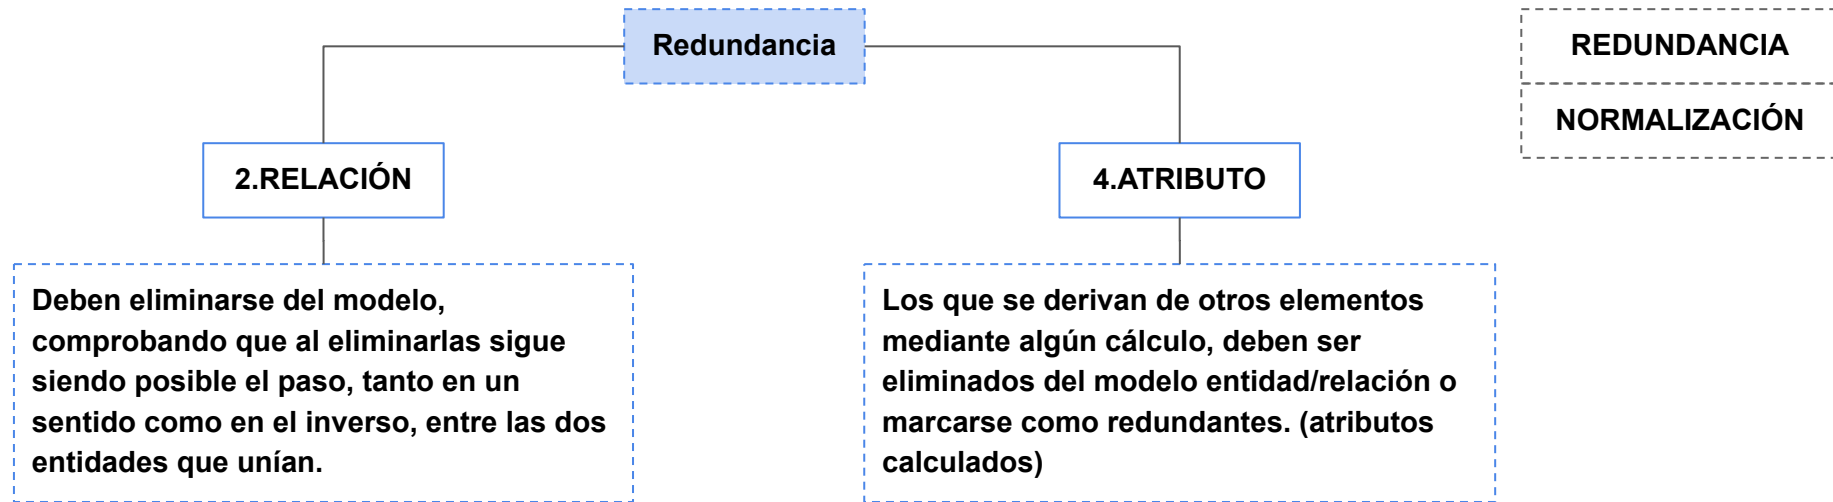 Redundancia
REDUNDANCIA
NORMALIZACIÓN
2.RELACIÓN
4.ATRIBUTO
Deben eliminarse del modelo,
comprobando que al eliminarlas sigue
siendo posible el paso, tanto en un
sentido como en el inverso, entre las dos
entidades que unían.
Los que se derivan de otros elementos
mediante algún cálculo, deben ser
eliminados del modelo entidad/relación o
marcarse como redundantes. (atributos
calculados)